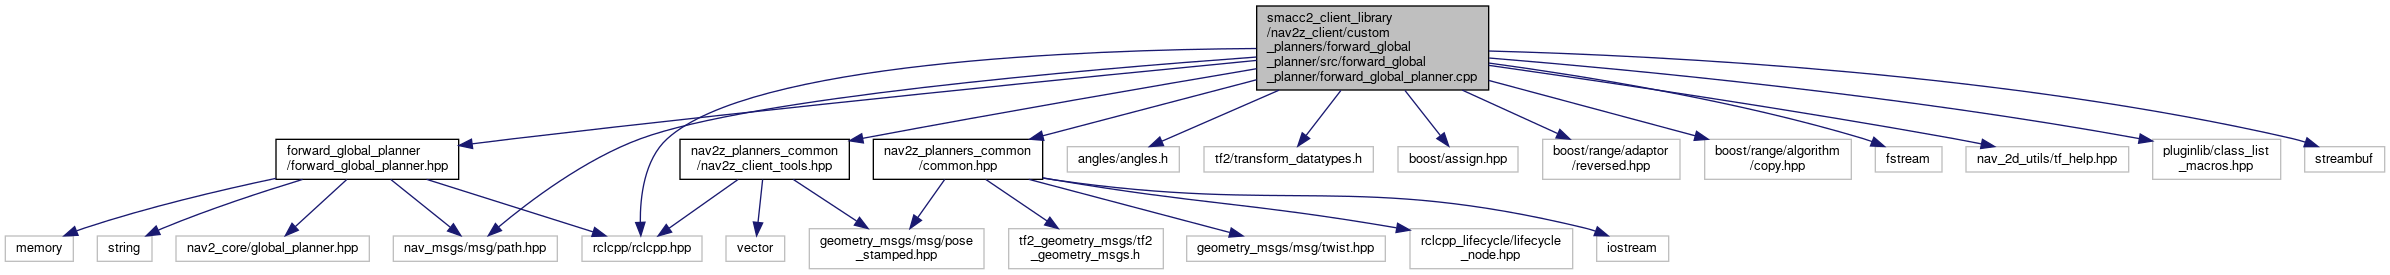 smacc2_client_library
/nav2z_client/custom
_planners/forward_global
_planner/src/forward_global
_planner/forward_global_planner.cpp
forward_global_planner
/forward_global_planner.hpp
nav2z_planners_common
/nav2z_client_tools.hpp
nav2z_planners_common
/common.hpp
angles/angles.h
tf2/transform_datatypes.h
boost/assign.hpp
boost/range/adaptor
/reversed.hpp
boost/range/algorithm
/copy.hpp
fstream
nav_2d_utils/tf_help.hpp
pluginlib/class_list
_macros.hpp
streambuf
memory
string
nav2_core/global_planner.hpp
nav_msgs/msg/path.hpp
rclcpp/rclcpp.hpp
vector
geometry_msgs/msg/pose
_stamped.hpp
tf2_geometry_msgs/tf2
_geometry_msgs.h
geometry_msgs/msg/twist.hpp
rclcpp_lifecycle/lifecycle
_node.hpp
iostream